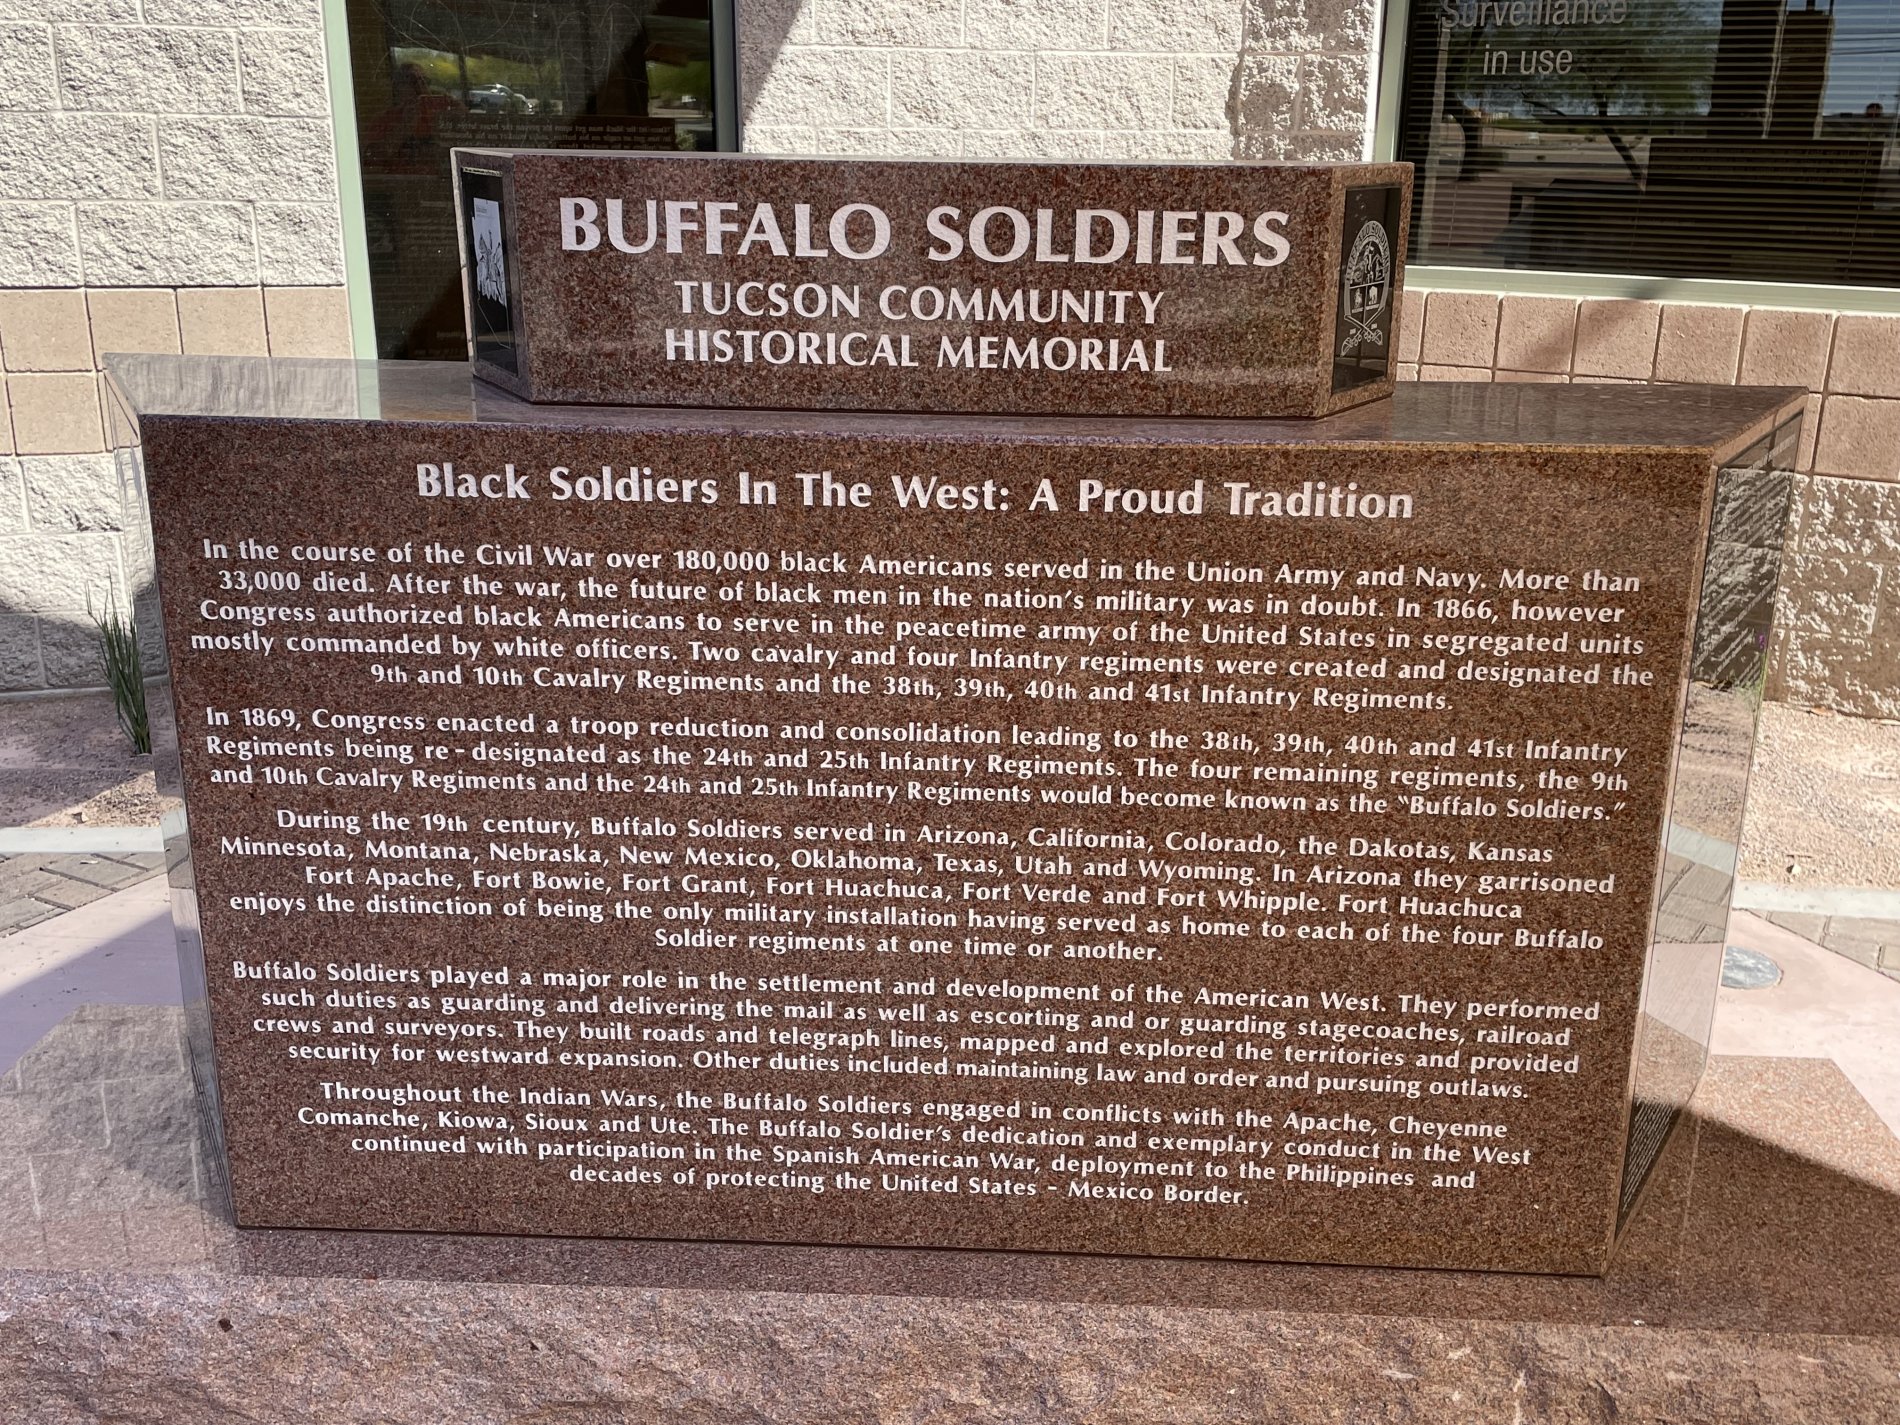 Surveillance
in use
BUFFALO SOLDIERS
TUCSON COMMUNITY
HISTORICAL MEMORIAL
Black Soldiers In The West: A Proud Tradition
In the course of the Civil War over 180,000 black Americans served in the Union Army and Navy. More than
33,000 died. After the war, the future of black men in the nation's military was in doubt. In 1866, however
Congress authorized black Americans to serve in the peacetime army of the United States in segregated units
mostly commanded by white officers. Two cavalry and four Infantry regiments were created and designated the
9th and 10th Cavalry Regiments and the 38th, 39th, 40th and 41st Infantry Regiments.
In 1869, Congress enacted a troop reduction and consolidation leading to the 38th, 39th, 40th and 41st Infantry
Regiments being re - designated as the 24th and 25th Infantry Regiments. The four remaining regiments, the 9th
and 10th Cavalry Regiments and the 24th and 25th Infantry Regiments would become known as the "Buffalo Soldiers."
During the 19th century, Buffalo Soldiers served in Arizona, California, Colorado, the Dakotas, Kansas
Minnesota, Montana, Nebraska, New Mexico, Oklahoma, Texas, Utah and Wyoming. In Arizona they garrisoned
Fort Apache, Fort Bowie, Fort Grant, Fort Huachuca, Fort Verde and Fort Whipple. Fort Huachuca
enjoys the distinction of being the only military installation having served as home to each of the four Buffalo
Soldier regiments at one time or another.
Buffalo Soldiers played a major role in the settlement and development of the American West. They performed
such duties as guarding and delivering the mail as well as escorting and or guarding stagecoaches, railroad
crews and surveyors. They built roads and telegraph lines, mapped and explored the territories and provided
security for westward expansion. Other duties included maintaining law and order and pursuing outlaws.
Throughout the Indian Wars, the Buffalo Soldiers engaged in conflicts with the Apache, Cheyenne
Comanche, Kiowa, Sioux and Ute. The Buffalo Soldier's dedication and exemplary conduct in the West
continued with participation in the Spanish American War, deployment to the Philippines and
decades of protecting the United States - Mexico Border.